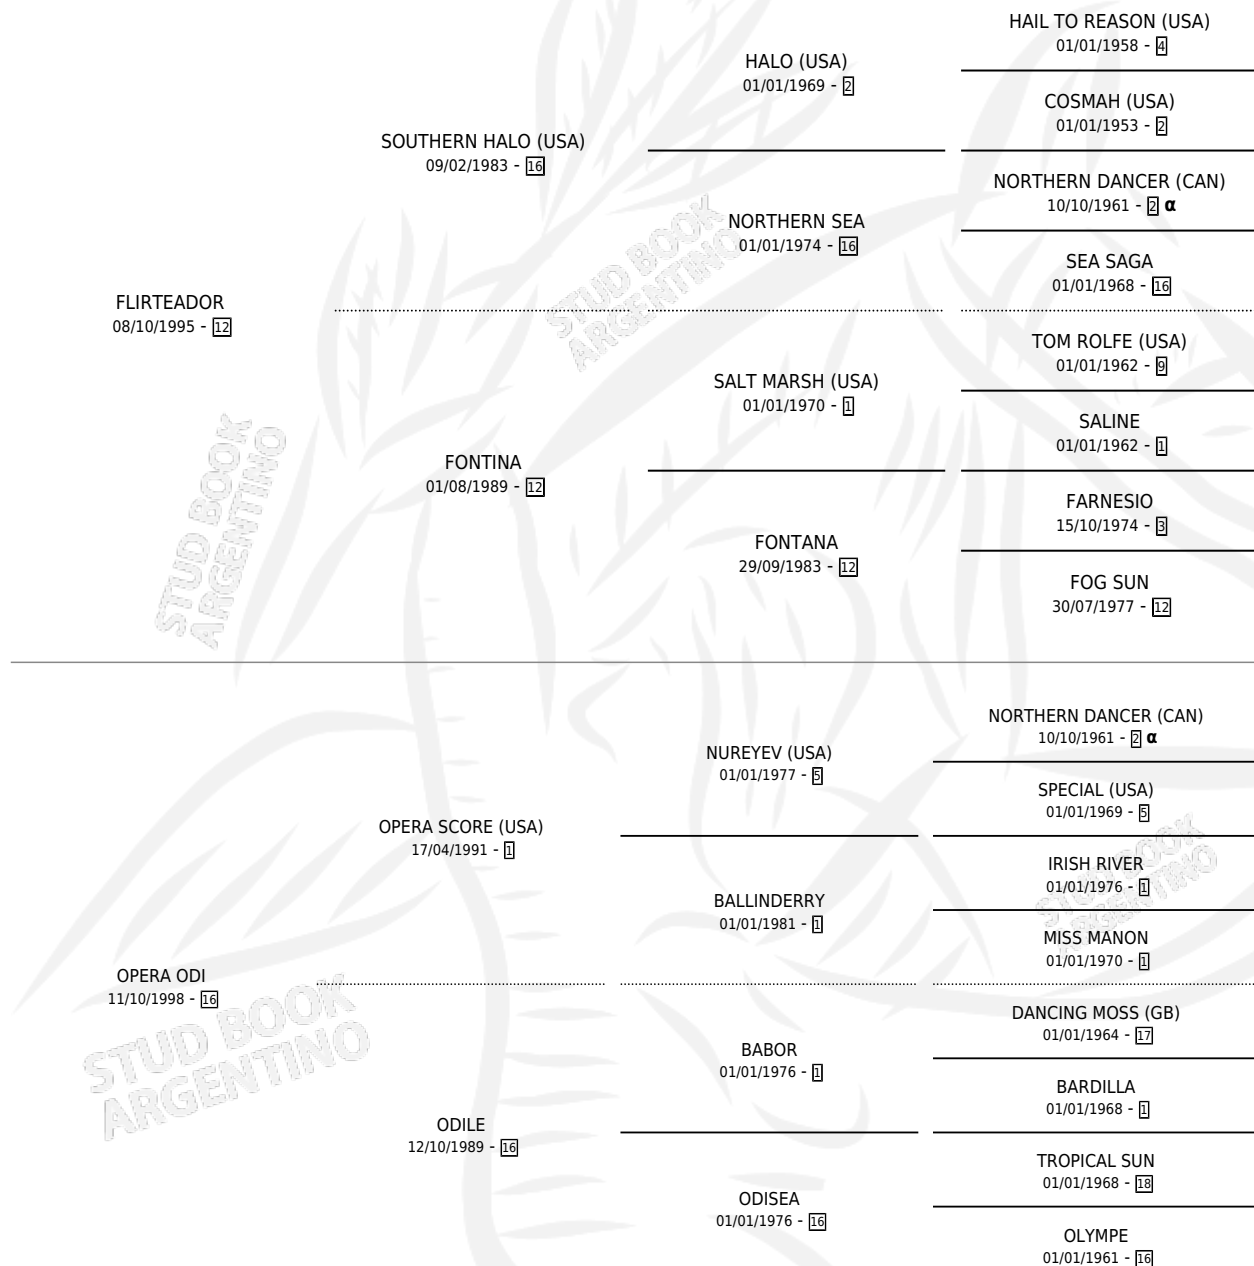 HAIL TO REASON (USA)
01/01/1958 - 4
HALO (USA)
01/01/1969 - 2
COSMAH (USA)
01/01/1953 - 2
SOUTHERN HALO (USA)
09/02/1983 - 16
NORTHERN DANCER (CAN)
10/10/1961 - 2 α
NORTHERN SEA
01/01/1974 - 16
SEA SAGA
01/01/1968 - 16
STUD BOOK
ARGENTINO
FLIRTEADOR
08/10/1995 - 12
TOM ROLFE (USA)
01/01/1962 - 9
SALT MARSH (USA)
01/01/1970 - 1
SALINE
01/01/1962 - 1
FONTINA
01/08/1989 - 12
FARNESIO
15/10/1974 - 3
FONTANA
29/09/1983 - 12
FOG SUN
30/07/1977 - 12
STUD BOOK
ARGENTINO
NORTHERN DANCER (CAN)
10/10/1961 - 2 α
NUREYEV (USA)
01/01/1977 - 5
SPECIAL (USA)
01/01/1969 - 5
OPERA SCORE (USA)
17/04/1991 - 1
IRISH RIVER
01/01/1976 - 1
BALLINDERRY
01/01/1981 - 1
MISS MANON
01/01/1970 - 1
STUD BOOK
ARGENTINO
OPERA ODI
11/10/1998 - 16
DANCING MOSS (GB)
01/01/1964 - 17
BABOR
01/01/1976 - 1
BARDILLA
01/01/1968 - 1
STUD BOOK
ARGENTINO
ODILE
12/10/1989 - 16
TROPICAL SUN
01/01/1968 - 18
ODISEA
01/01/1976 - 16
OLYMPE
01/01/1961 - 16